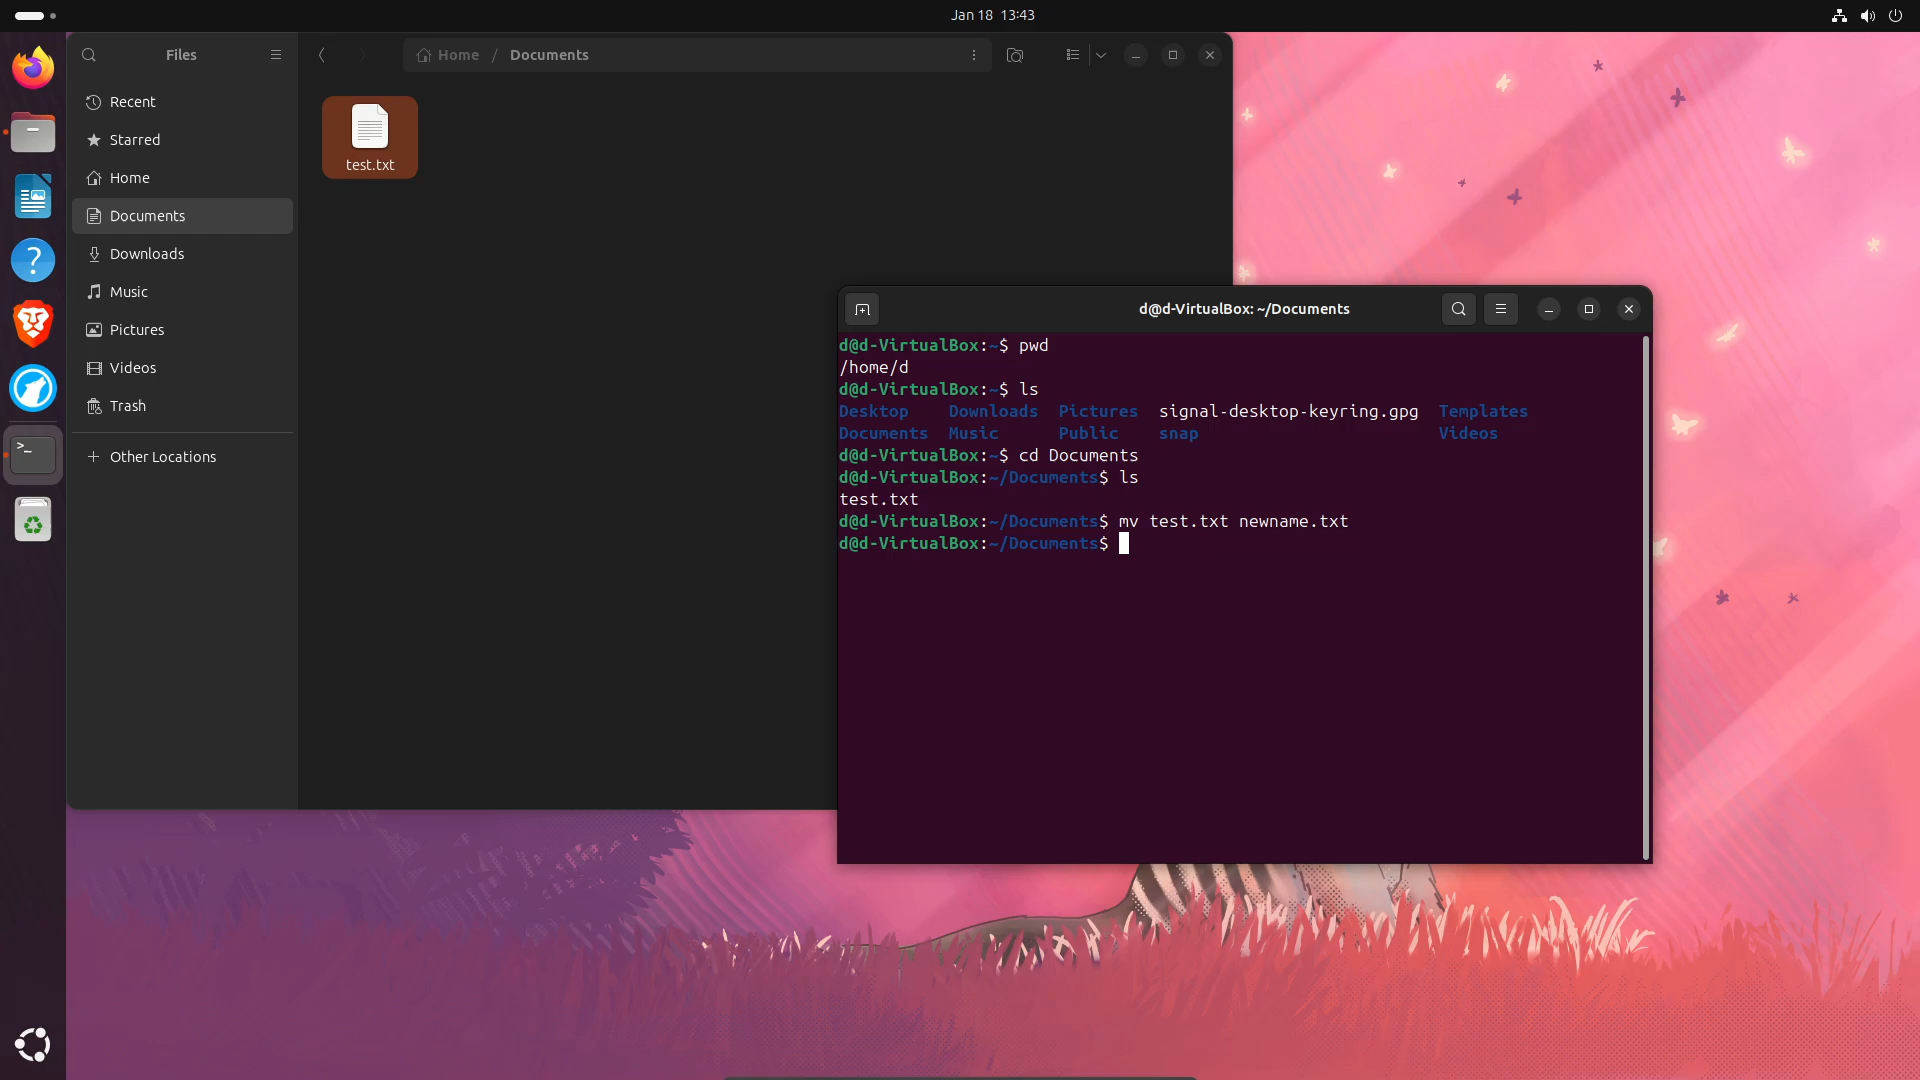 Jan 18 13:43
Files
Home / Documents
Recent
Starred
Home
Documents
Downloads
Music
Pictures
Videos
Trash
Other Locations
test.txt
d@d-VirtualBox: ~/Documents
d@d-VirtualBox:~$ pwd
/home/d
d@d-VirtualBox:~$ ls
Desktop Downloads Pictures signal-desktop-keyring.gpg Templates
Documents Music Public snap Videos
d@d-VirtualBox:~$ cd Documents
d@d-VirtualBox:~/Documents$ ls
test.txt
d@d-VirtualBox:~/Documents$ mv test.txt newname.txt
d@d-VirtualBox:~/Documents$